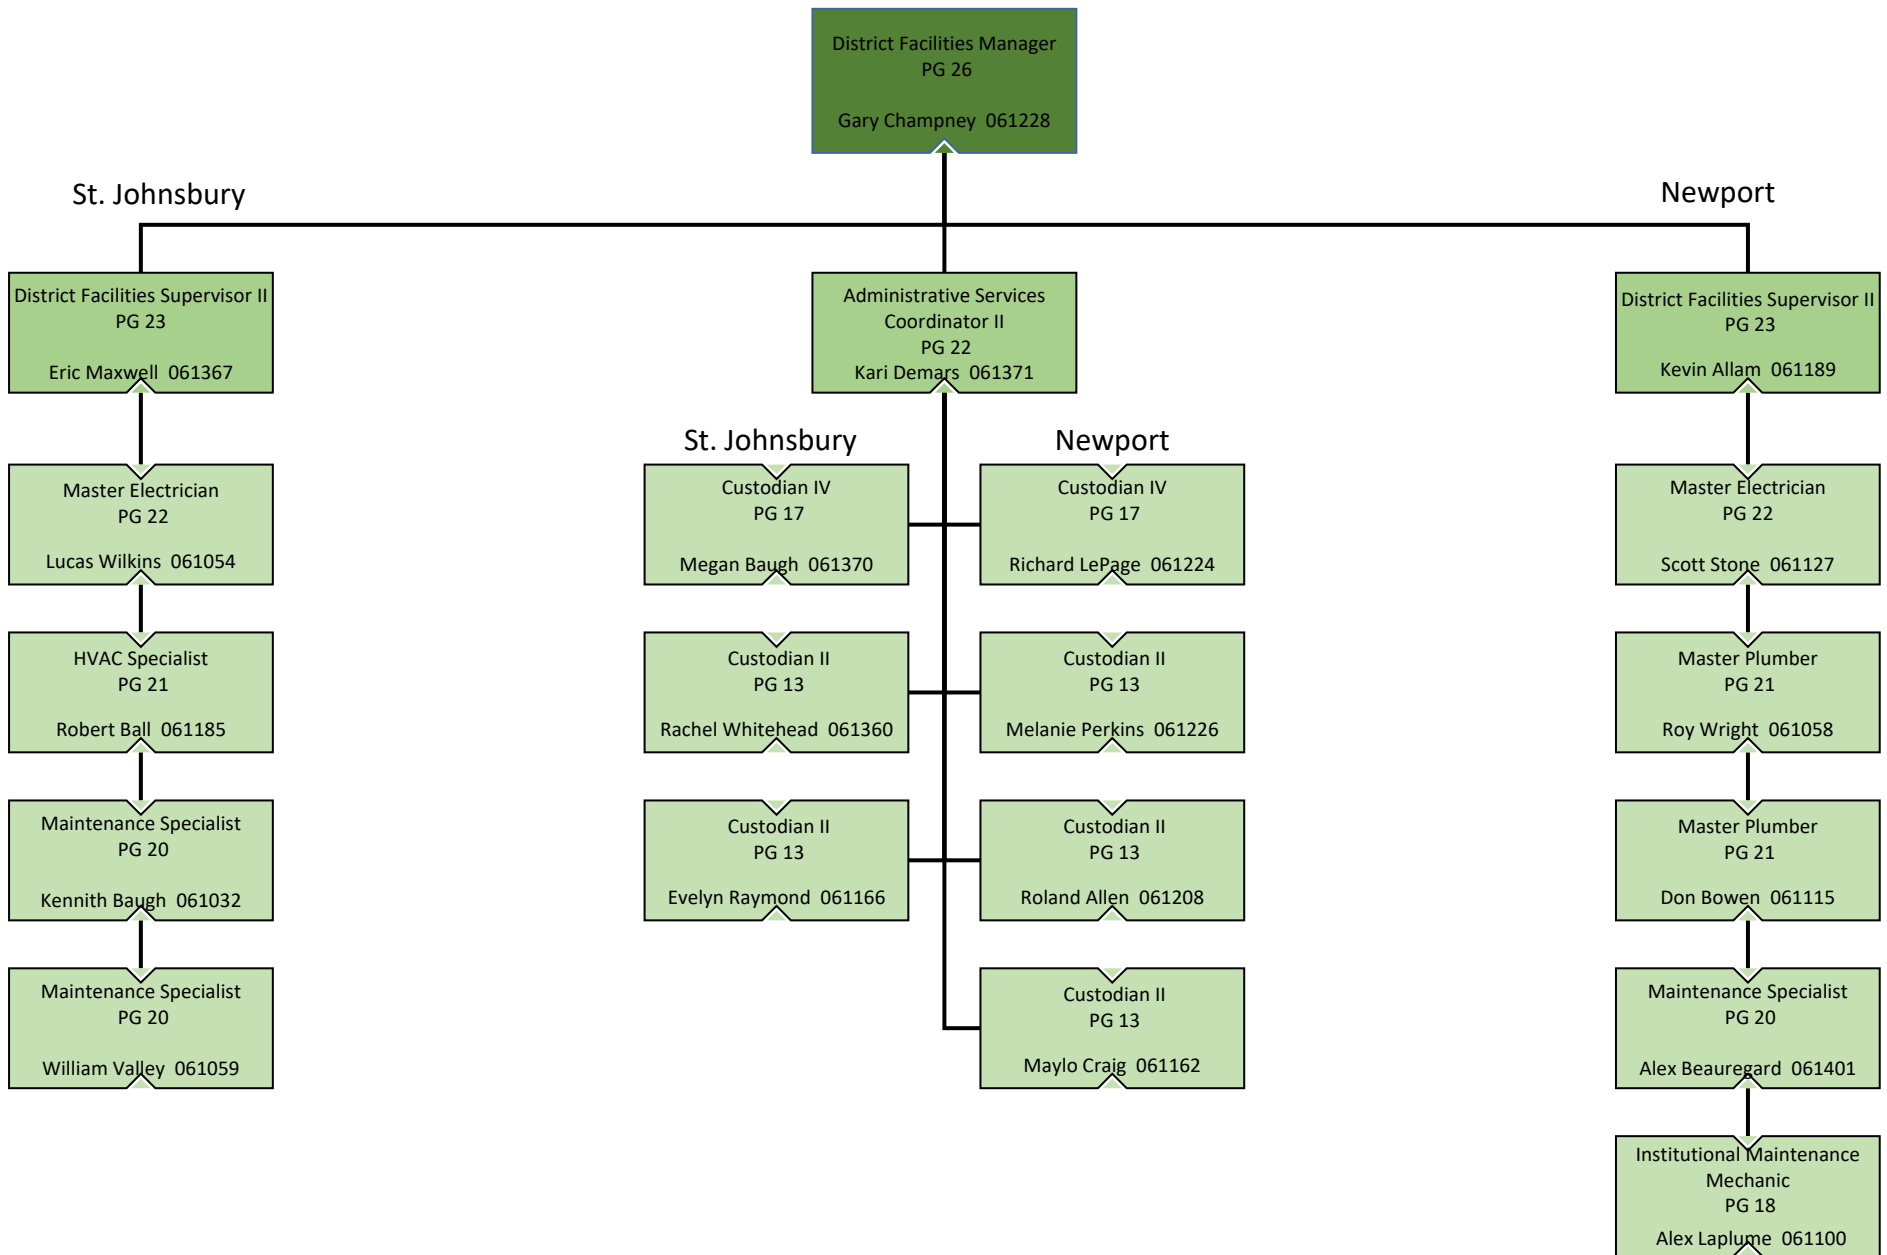 District Facilities Manager
PG 26
Gary Champney 061228
St. Johnsbury
Newport
District Facilities Supervisor II
PG 23
Eric Maxwell 061367
Administrative Services
Coordinator II
PG 22
Kari Demars 061371
District Facilities Supervisor II
PG 23
Kevin Allam 061189
St. Johnsbury
Newport
Master Electrician
PG 22
Lucas Wilkins 061054
Custodian IV
PG 17
Megan Baugh 061370
Custodian IV
PG 17
Richard LePage 061224
Master Electrician
PG 22
Scott Stone 061127
HVAC Specialist
PG 21
Robert Ball 061185
Custodian II
PG 13
Rachel Whitehead 061360
Custodian II
PG 13
Melanie Perkins 061226
Master Plumber
PG 21
Roy Wright 061058
Maintenance Specialist
PG 20
Kennith Baugh 061032
Custodian II
PG 13
Evelyn Raymond 061166
Custodian II
PG 13
Roland Allen 061208
Master Plumber
PG 21
Don Bowen 061115
Maintenance Specialist
PG 20
William Valley 061059
Custodian II
PG 13
Maylo Craig 061162
Maintenance Specialist
PG 20
Alex Beauregard 061401
Institutional Maintenance
Mechanic
PG 18
Alex Laplume 061100